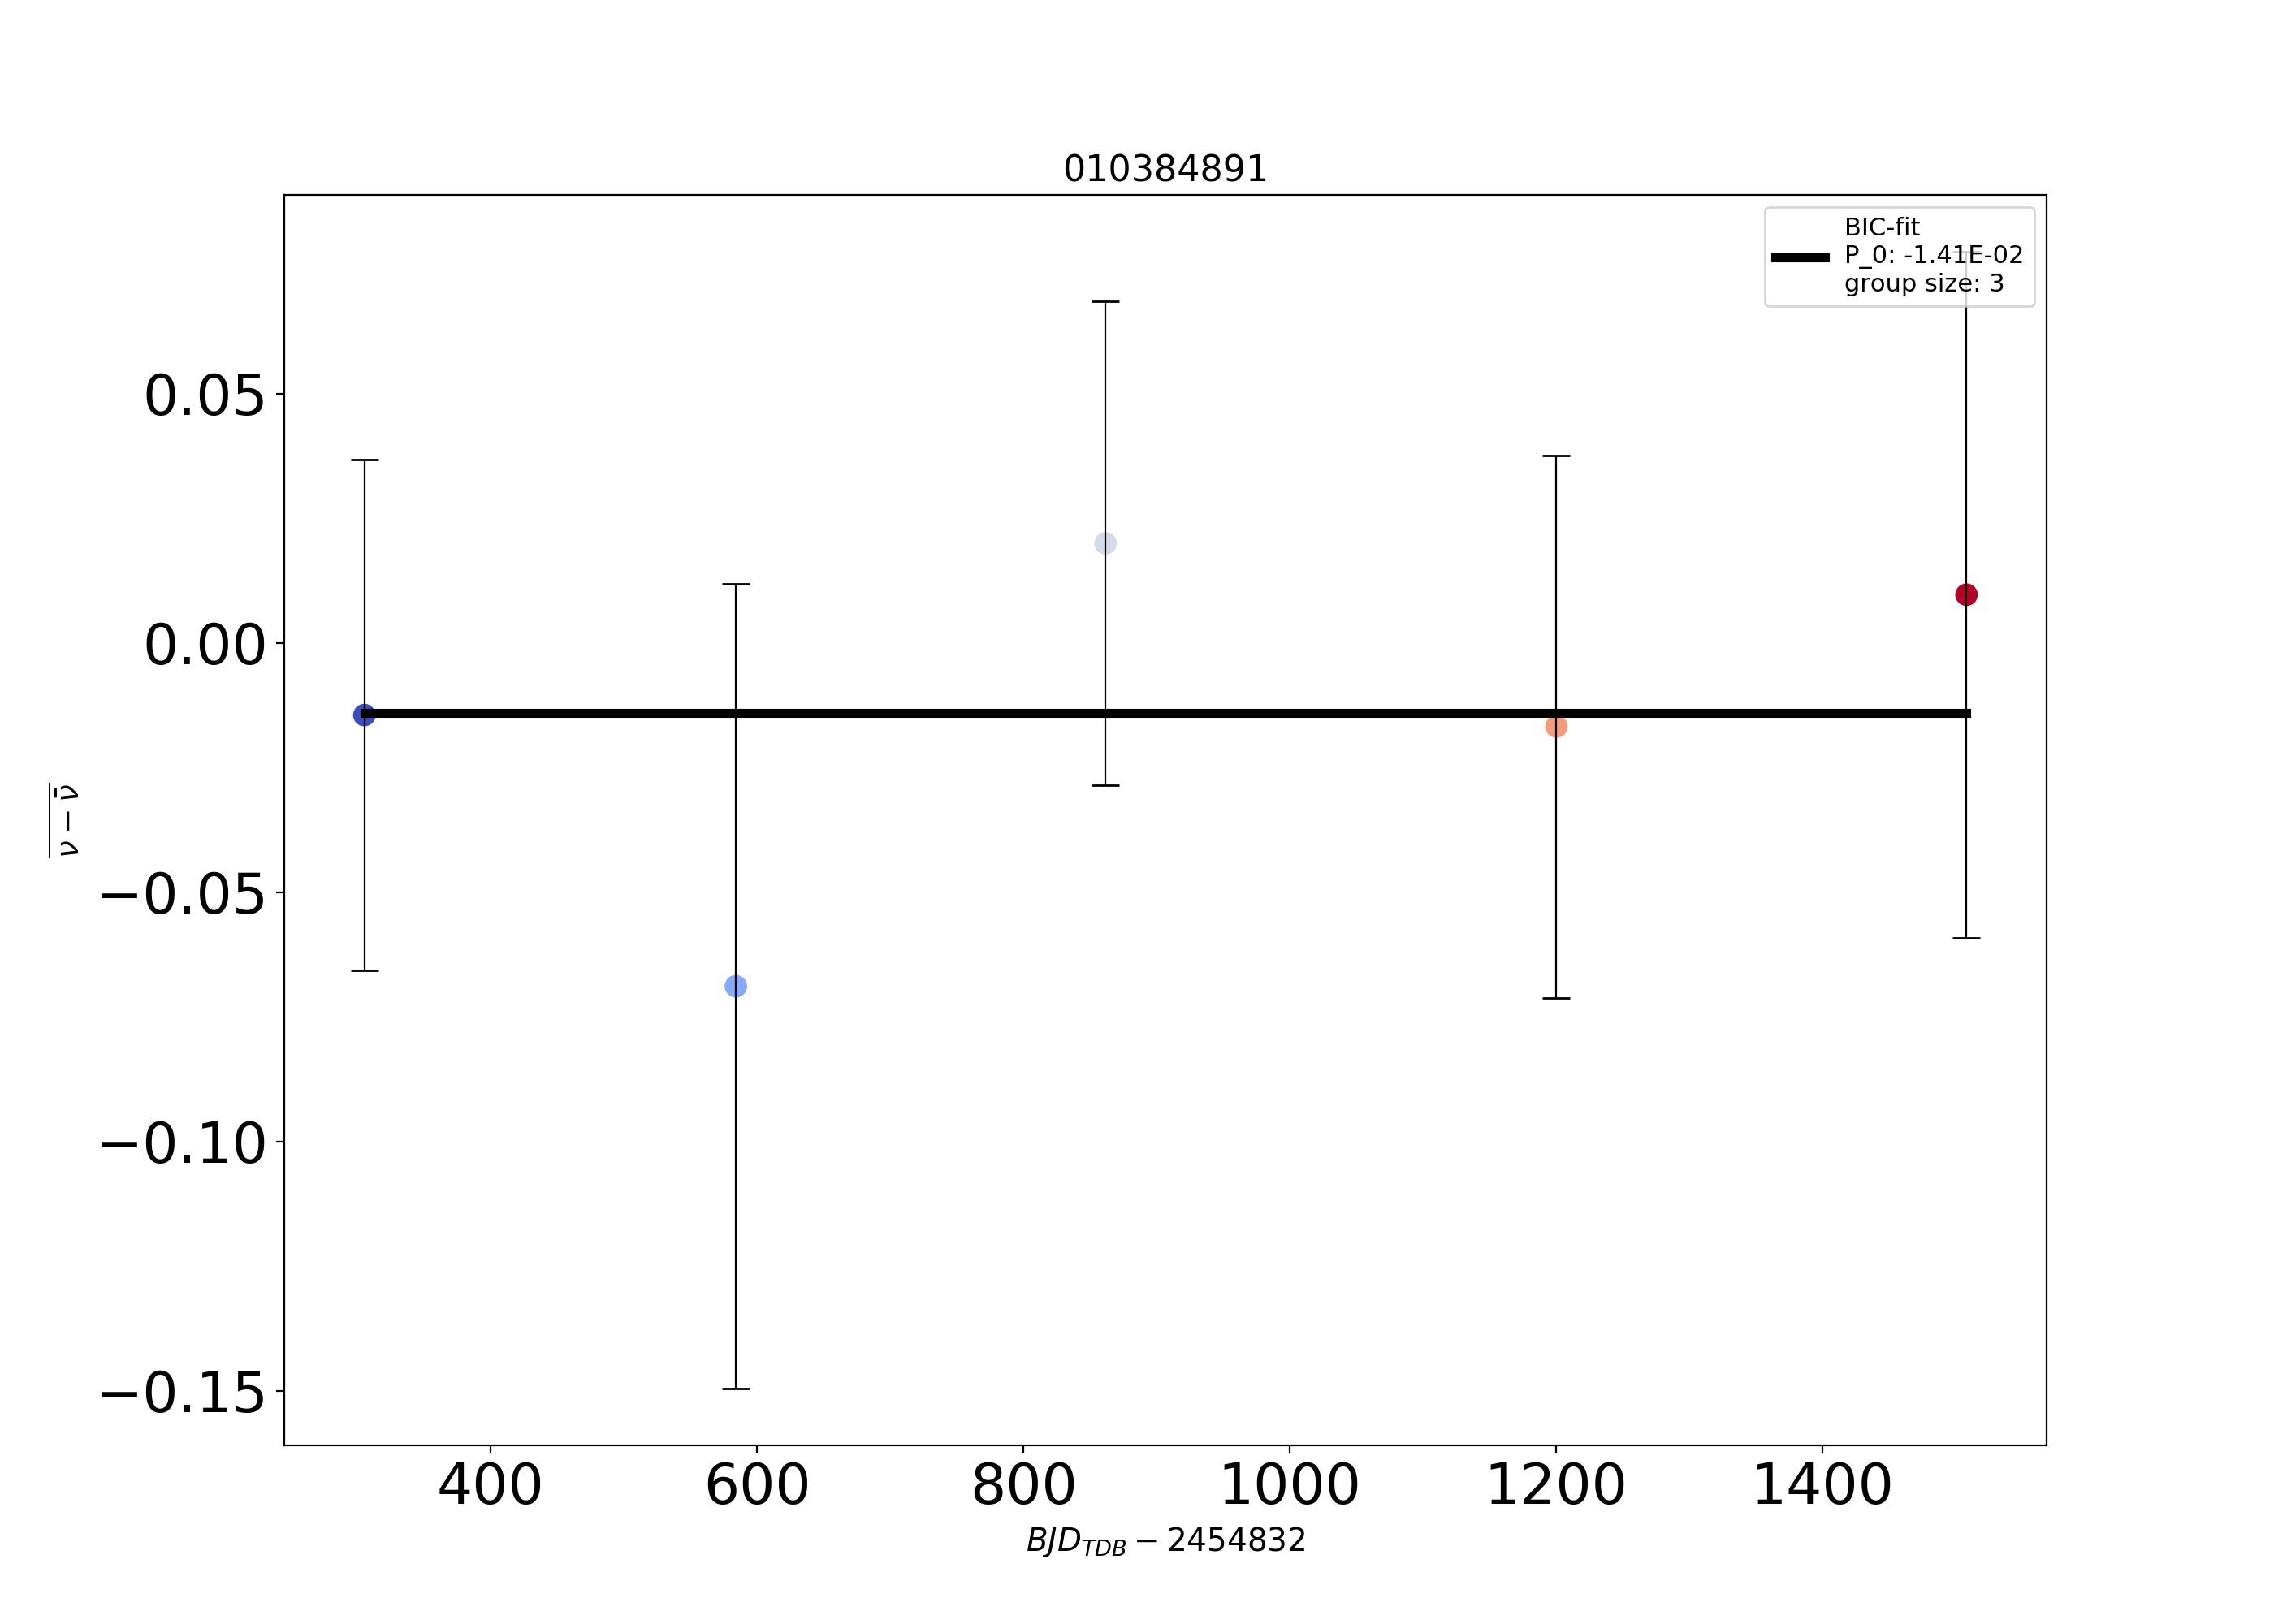 010384891
BIC-fit
P_0: -1.41E-02
group size: 3
0.05
0.00
−0.05
−0.10
−0.15
ν − ν̄
400 600 800 1000 1200 1400
BJD_TDB − 2454832